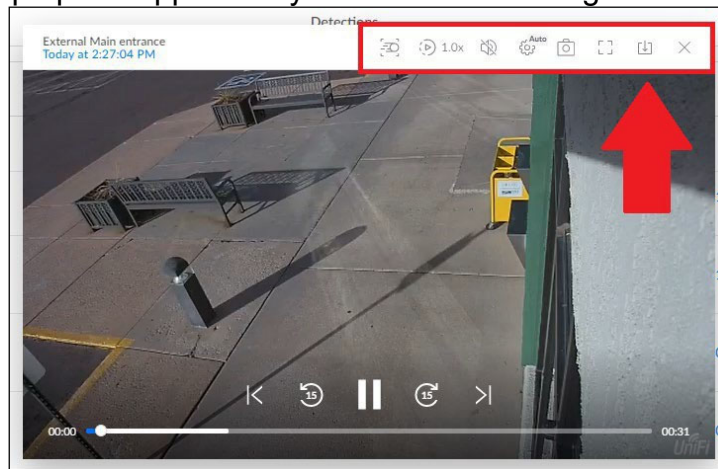 Detections
External Main entrance
Today at 2:27:04 PM
1.0x
Auto
15
15
00:00
00:31
UniFi